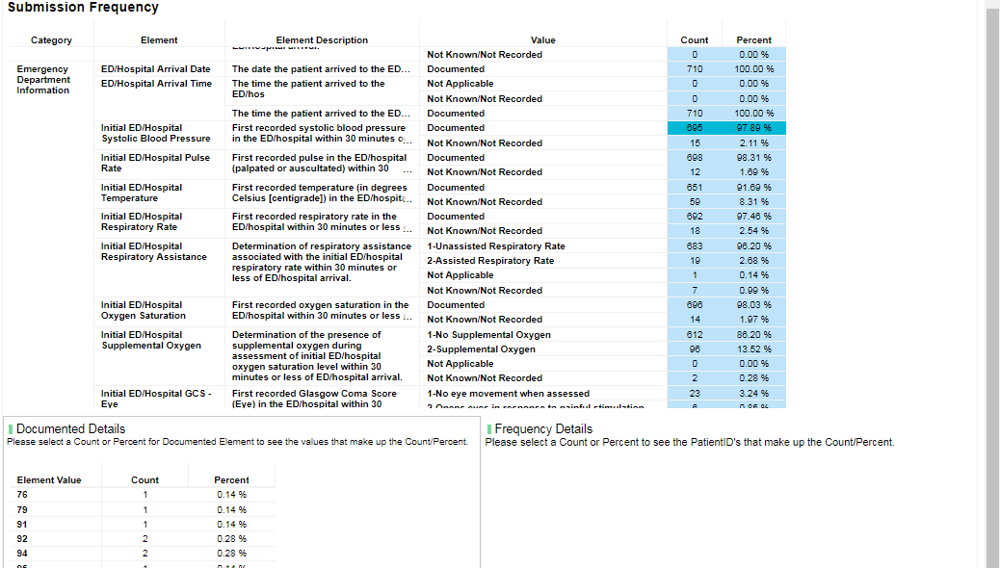 Submission Frequency
Category Element Element Description Value Count Percent
Not Known/Not Recorded 0 0.00 %
Emergency Department Information ED/Hospital Arrival Date The date the patient arrived to the ED... Documented 710 100.00 %
ED/Hospital Arrival Time The time the patient arrived to the ED/hos Not Applicable 0 0.00 %
Not Known/Not Recorded 0 0.00 %
The time the patient arrived to the ED... Documented 710 100.00 %
Initial ED/Hospital Systolic Blood Pressure First recorded systolic blood pressure in the ED/hospital within 30 minutes o... Documented 695 97.89 %
Not Known/Not Recorded 15 2.11 %
Initial ED/Hospital Pulse Rate First recorded pulse in the ED/hospital (palpated or auscultated) within 30 ... Documented 698 98.31 %
Not Known/Not Recorded 12 1.69 %
Initial ED/Hospital Temperature First recorded temperature (in degrees Celsius [centigrade]) in the ED/hospit... Documented 651 91.69 %
Not Known/Not Recorded 59 8.31 %
Initial ED/Hospital Respiratory Rate First recorded respiratory rate in the ED/hospital within 30 minutes or less ... Documented 692 97.46 %
Not Known/Not Recorded 18 2.54 %
Initial ED/Hospital Respiratory Assistance Determination of respiratory assistance associated with the initial ED/hospital respiratory rate within 30 minutes or less of ED/hospital arrival. 1-Unassisted Respiratory Rate 683 96.20 %
2-Assisted Respiratory Rate 19 2.68 %
Not Applicable 1 0.14 %
Not Known/Not Recorded 7 0.99 %
Initial ED/Hospital Oxygen Saturation First recorded oxygen saturation in the ED/hospital within 30 minutes or less ... Documented 696 98.03 %
Not Known/Not Recorded 14 1.97 %
Initial ED/Hospital Supplemental Oxygen Determination of the presence of supplemental oxygen during assessment of initial ED/hospital oxygen saturation level within 30 minutes or less of ED/hospital arrival. 1-No Supplemental Oxygen 612 86.20 %
2-Supplemental Oxygen 96 13.52 %
Not Applicable 0 0.00 %
Not Known/Not Recorded 2 0.28 %
Initial ED/Hospital GCS - Eye First recorded Glasgow Coma Score (Eye) in the ED/hospital within 30 1-No eye movement when assessed 23 3.24 %
2-Opens eyes in response to painful stimulation
Documented Details
Please select a Count or Percent for Documented Element to see the values that make up the Count/Percent.
Element Value Count Percent
76 1 0.14 %
79 1 0.14 %
91 1 0.14 %
92 2 0.28 %
94 2 0.28 %
95 1 0.14 %
Frequency Details
Please select a Count or Percent to see the PatientID's that make up the Count/Percent.